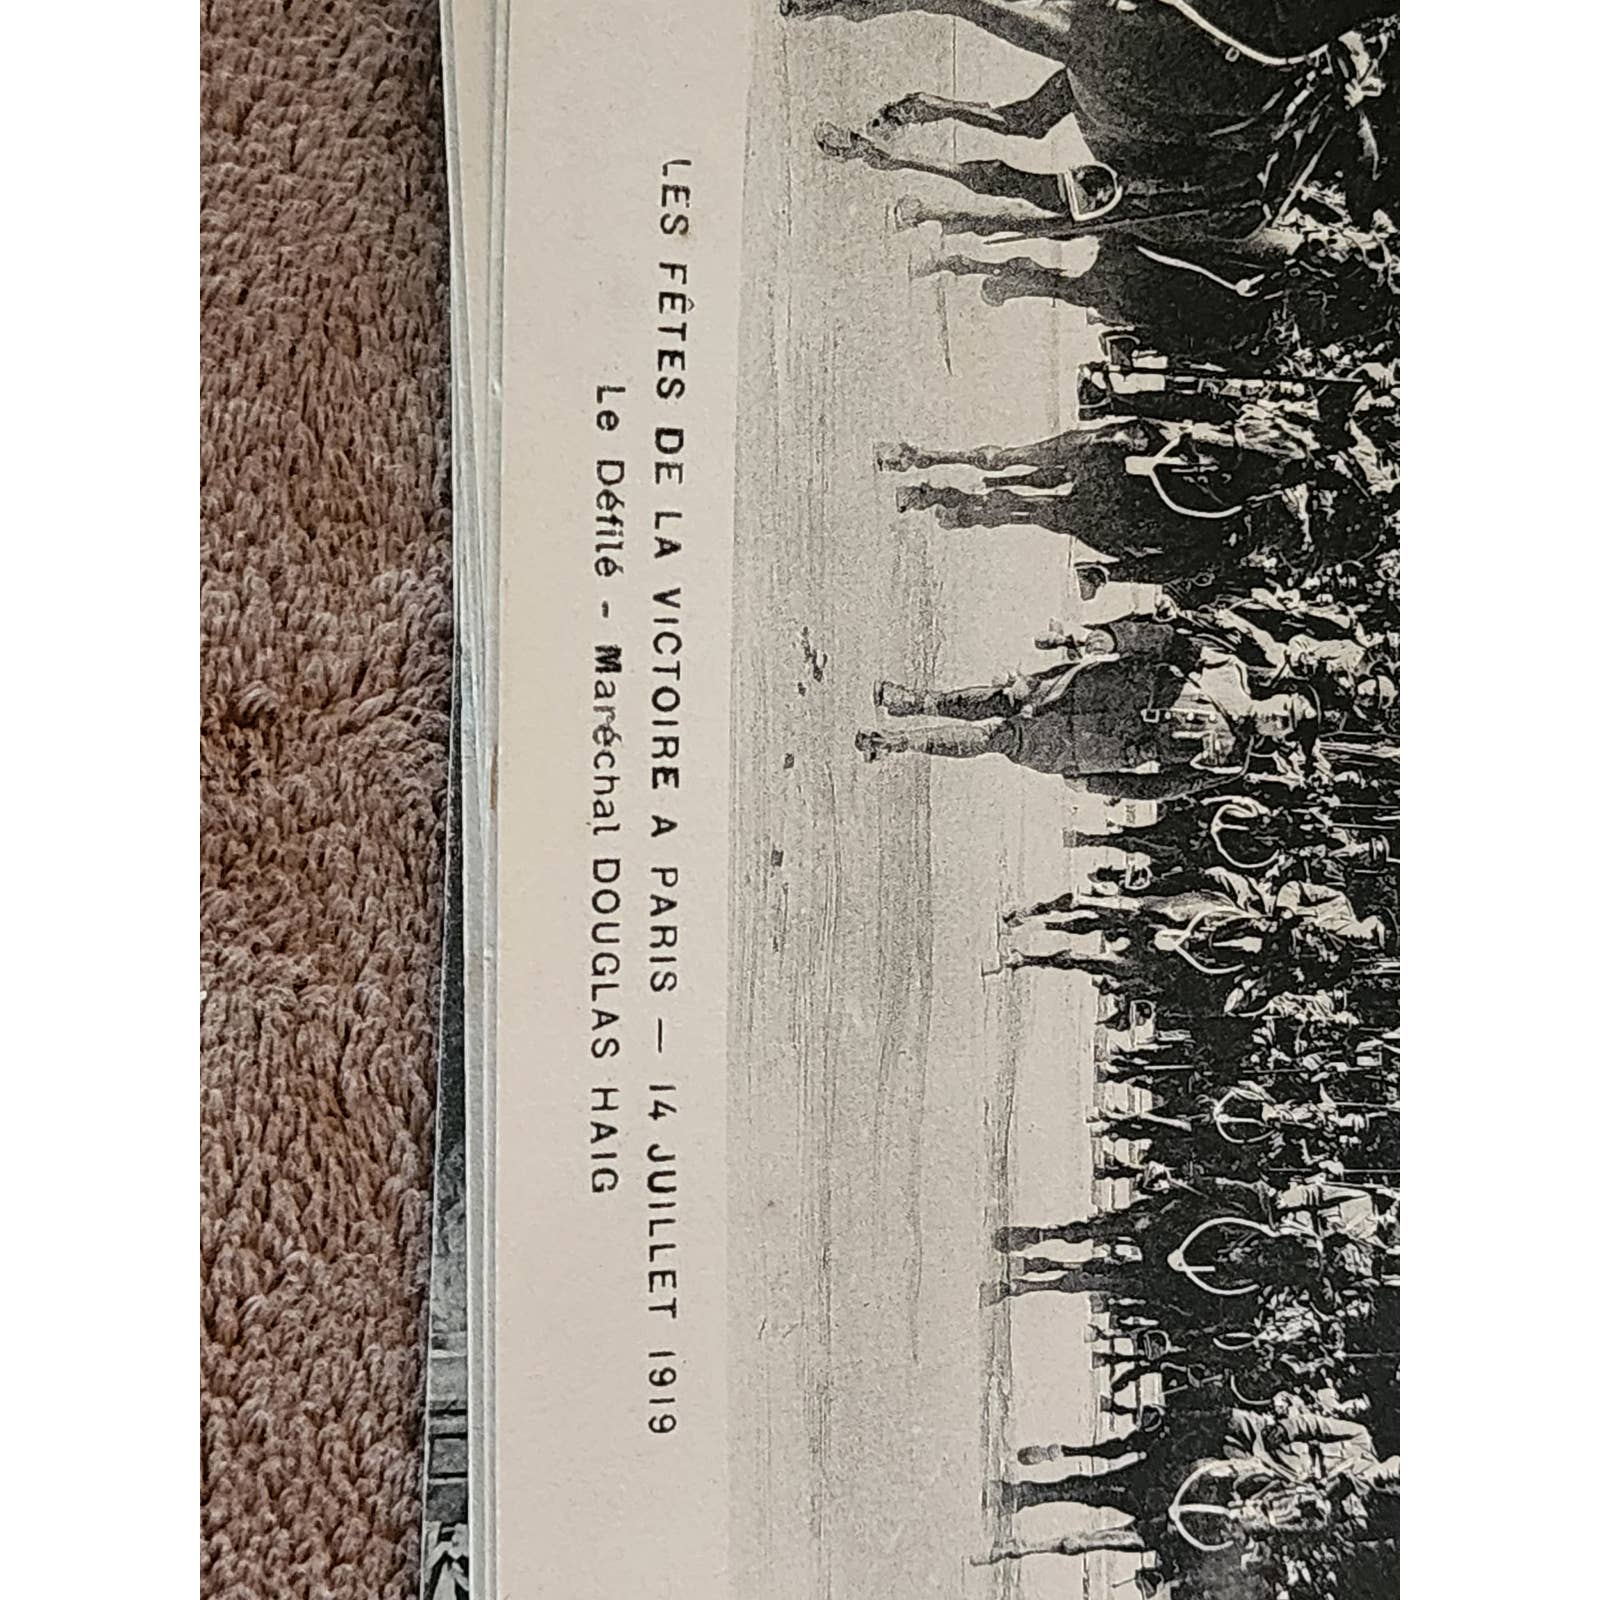 LES FÊTES DE LA VICTOIRE A PARIS — 14 JUILLET 1919
Le Défilé - Maréchal DOUGLAS HAIG